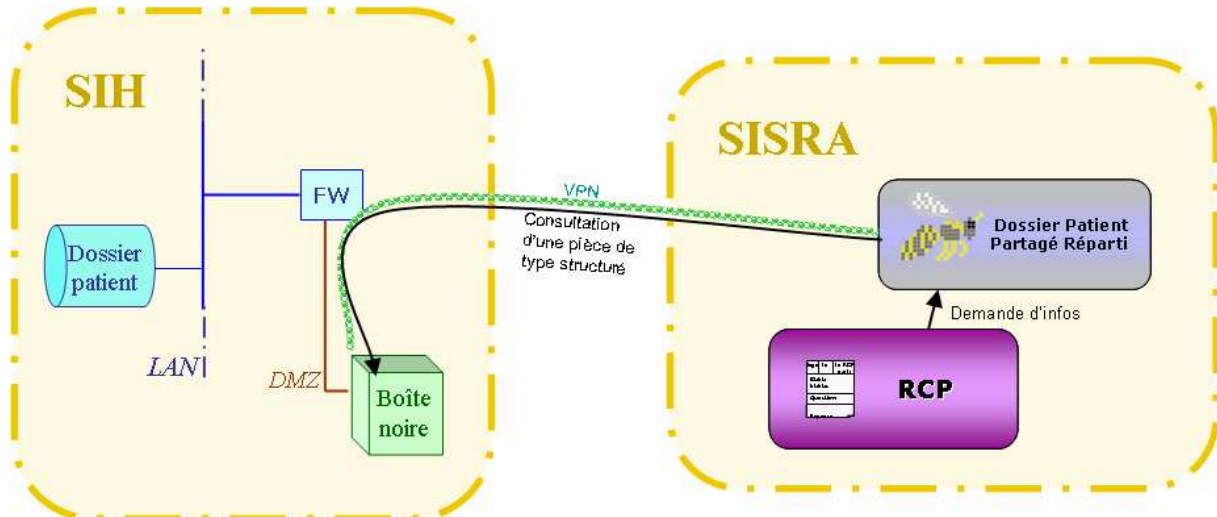 SIH
Dossier
patient
LAN
FW
DMZ
Boîte
noire
VPN
Consultation
d'une pièce de
type structuré
SISRA
Dossier Patient
Partagé Réparti
Demande d'infos
RCP
Question